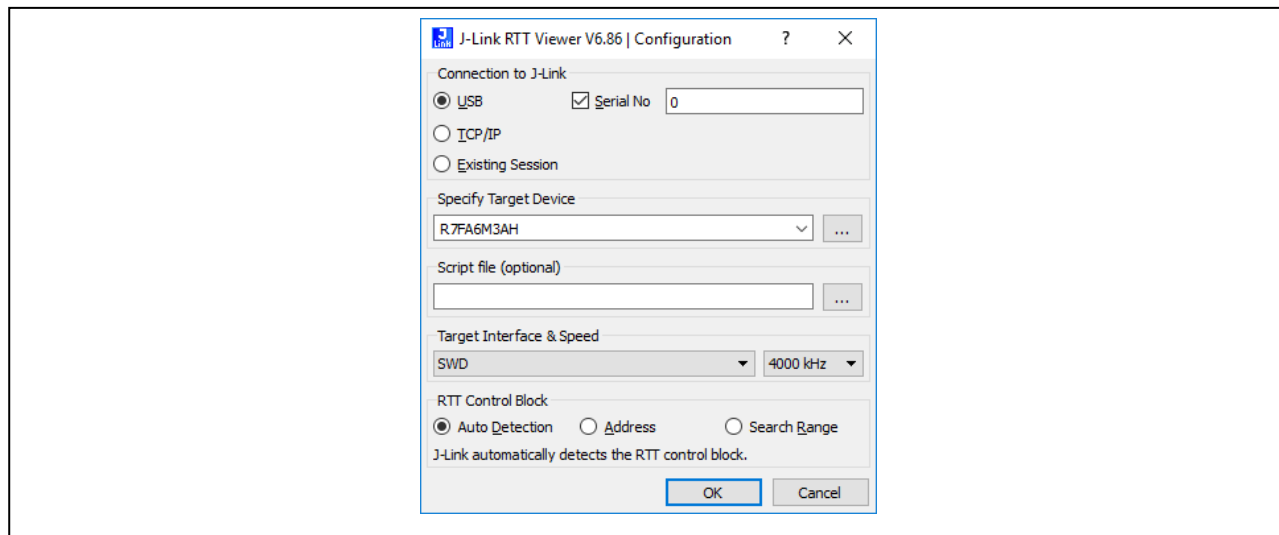 J-Link RTT Viewer V6.86 | Configuration ? X
Connection to J-Link
USB Serial No 0
TCP/IP
Existing Session
Specify Target Device
R7FA6M3AH ...
Script file (optional)
...
Target Interface & Speed
SWD 4000 kHz
RTT Control Block
Auto Detection Address Search Range
J-Link automatically detects the RTT control block.
OK Cancel